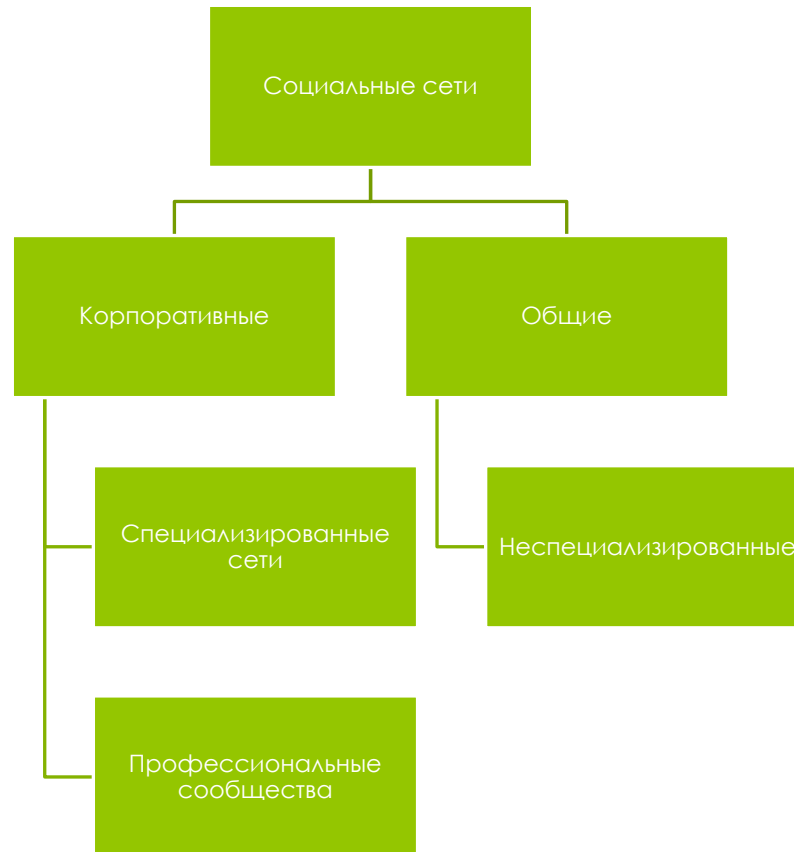 Социальные сети
Корпоративные
Общие
Специализированные
сети
Неспециализированные
Профессиональные
сообщества